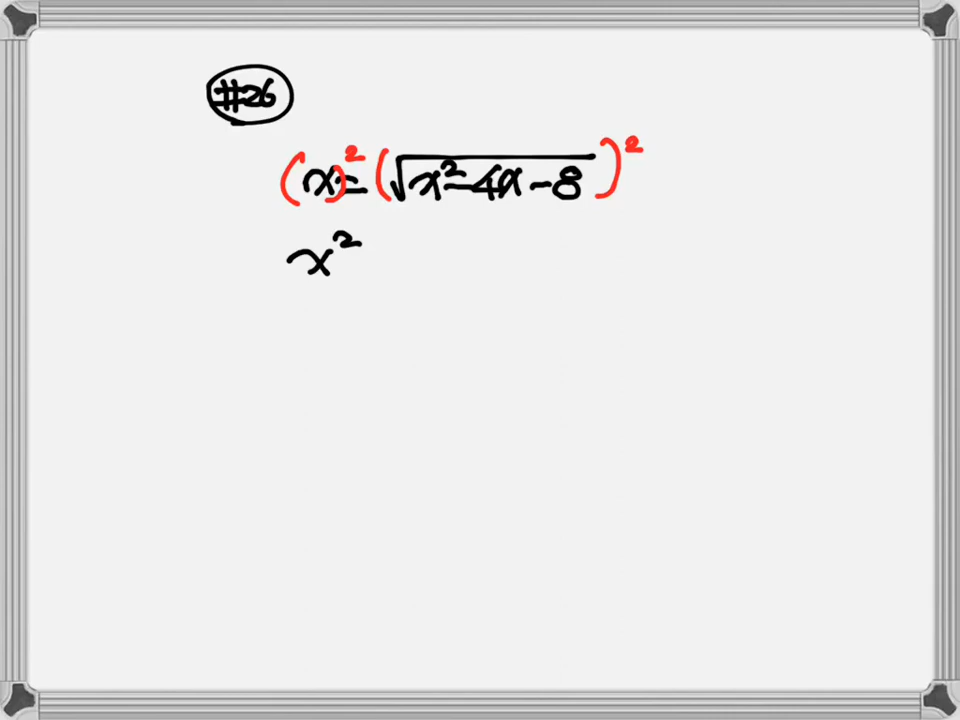 #26
(x)² = (√(x²-4x-8))²
x²